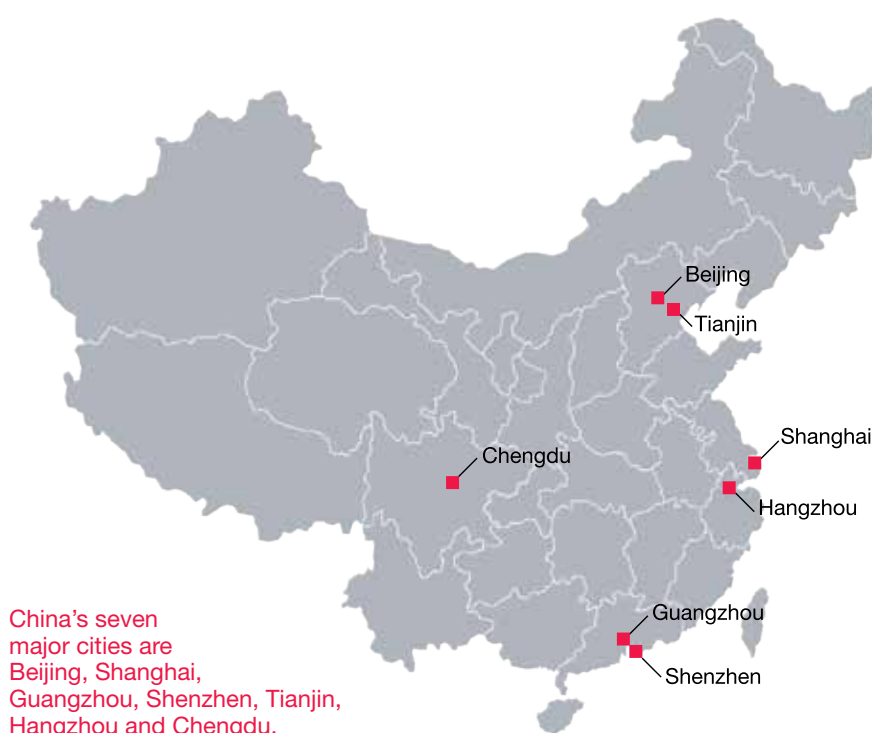 Beijing
Tianjin
Shanghai
Chengdu
Hangzhou
Guangzhou
Shenzhen
China's seven
major cities are
Beijing, Shanghai,
Guangzhou, Shenzhen, Tianjin,
Hangzhou and Chengdu.